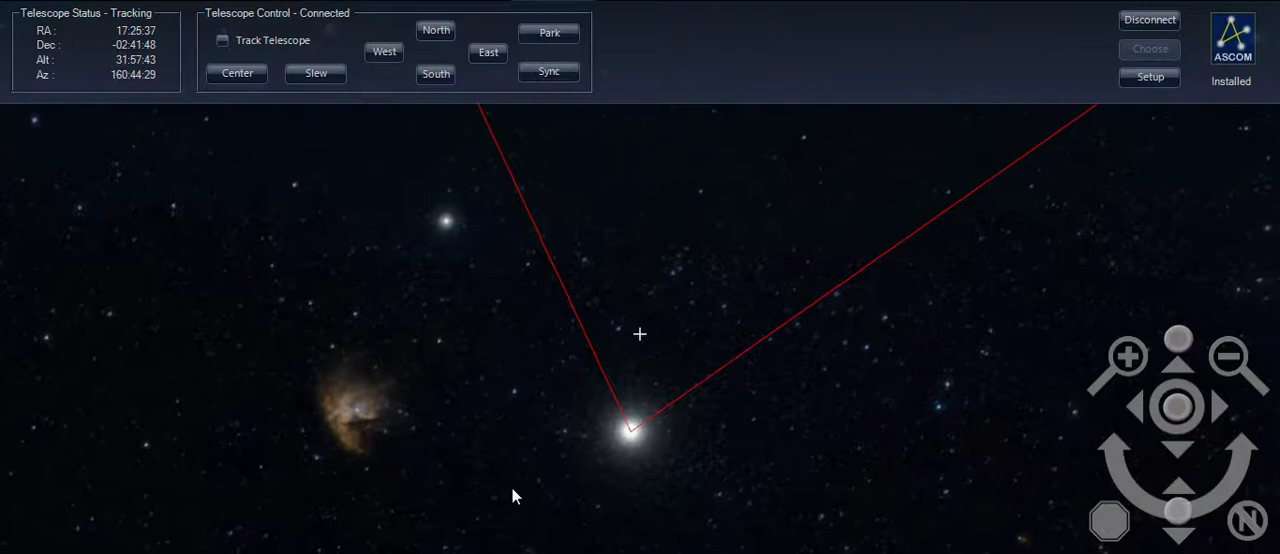 Telescope Status - Tracking
RA : 17:25:37
Dec : -02:41:48
Alt : 31:57:43
Az : 160:44:29
Telescope Control - Connected
Track Telescope
Center
Slew
West
North
South
East
Park
Sync
Disconnect
Choose
Setup
ASCOM
Installed
N